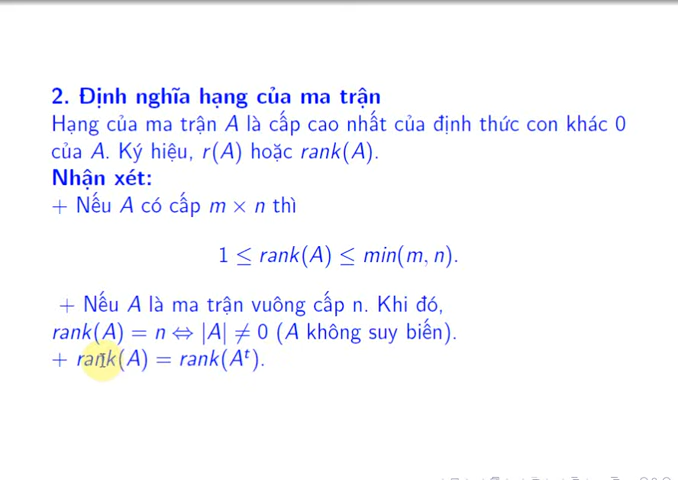 2. Định nghĩa hạng của ma trận
Hạng của ma trận A là cấp cao nhất của định thức con khác 0
của A. Ký hiệu, r(A) hoặc rank(A).
Nhận xét:
+ Nếu A có cấp m × n thì
1 ≤ rank(A) ≤ min(m, n).
+ Nếu A là ma trận vuông cấp n. Khi đó,
rank(A) = n ⇔ |A| ≠ 0 (A không suy biến).
+ rank(A) = rank(Aᵗ).